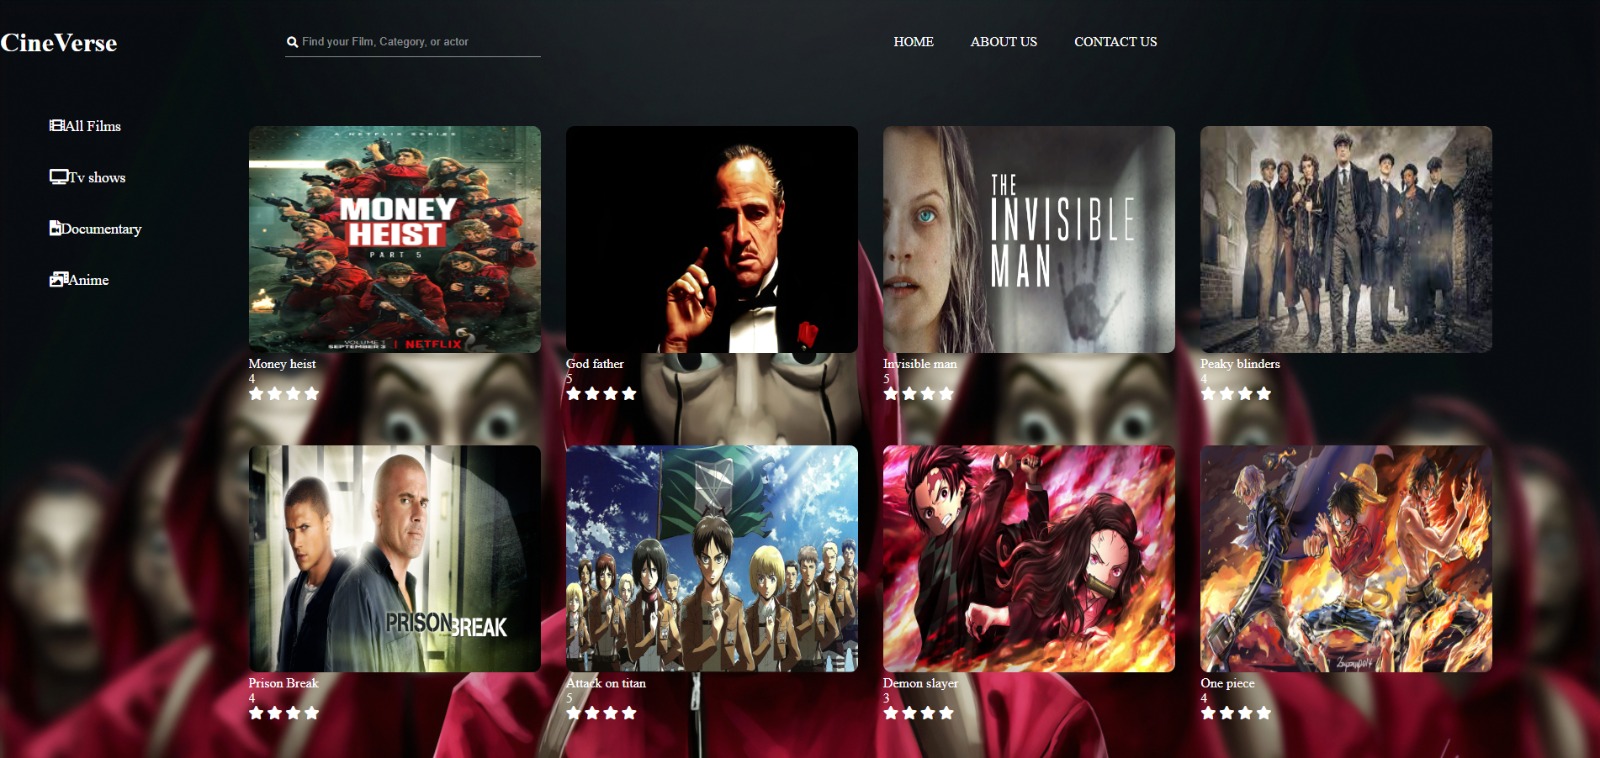 CineVerse
Find your Film, Category, or actor
HOME
ABOUT US
CONTACT US
All Films
Tv shows
Documentary
Anime
A NETFLIX SERIES
MONEY
HEIST
PART 5
VOLUME 1
SEPTEMBER 3 | NETFLIX
Money heist
4
God father
5
THE
INVISIBLE
MAN
Invisible man
5
Peaky blinders
4
PRISON BREAK
Prison Break
4
Attack on titan
5
Demon slayer
3
One piece
4